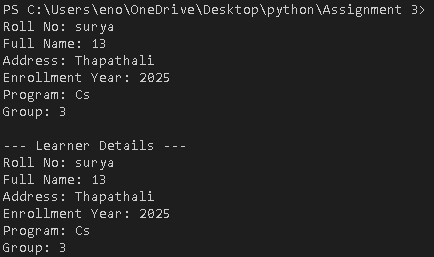 PS C:\Users\eno\OneDrive\Desktop\python\Assignment 3>
Roll No: surya
Full Name: 13
Address: Thapathali
Enrollment Year: 2025
Program: Cs
Group: 3

--- Learner Details ---
Roll No: surya
Full Name: 13
Address: Thapathali
Enrollment Year: 2025
Program: Cs
Group: 3